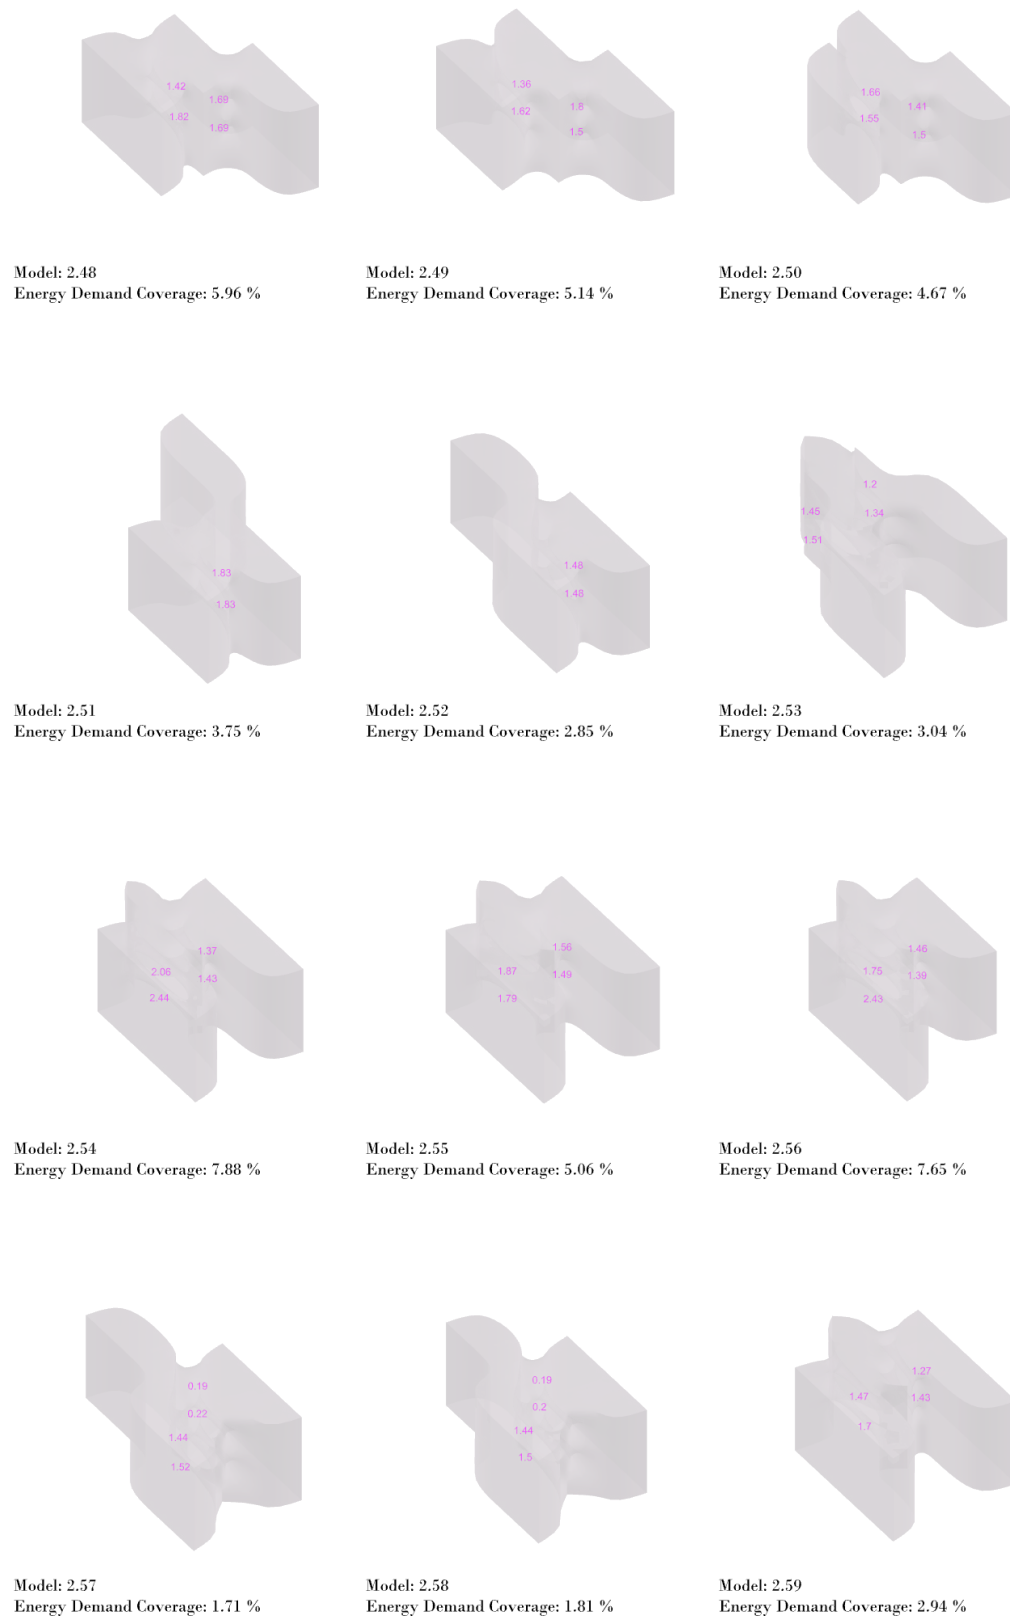 1.42
1.69
1.82
1.69
Model: 2.48
Energy Demand Coverage: 5.96 %
1.36
1.8
1.62
1.5
Model: 2.49
Energy Demand Coverage: 5.14 %
1.66
1.41
1.55
1.5
Model: 2.50
Energy Demand Coverage: 4.67 %
1.83
1.83
Model: 2.51
Energy Demand Coverage: 3.75 %
1.48
1.48
Model: 2.52
Energy Demand Coverage: 2.85 %
1.2
1.45
1.34
1.51
Model: 2.53
Energy Demand Coverage: 3.04 %
1.37
2.06
1.43
2.44
Model: 2.54
Energy Demand Coverage: 7.88 %
1.56
1.87
1.49
1.79
Model: 2.55
Energy Demand Coverage: 5.06 %
1.46
1.75
1.39
2.43
Model: 2.56
Energy Demand Coverage: 7.65 %
0.19
0.22
1.44
1.52
Model: 2.57
Energy Demand Coverage: 1.71 %
0.19
0.2
1.44
1.5
Model: 2.58
Energy Demand Coverage: 1.81 %
1.27
1.47
1.43
1.7
Model: 2.59
Energy Demand Coverage: 2.94 %